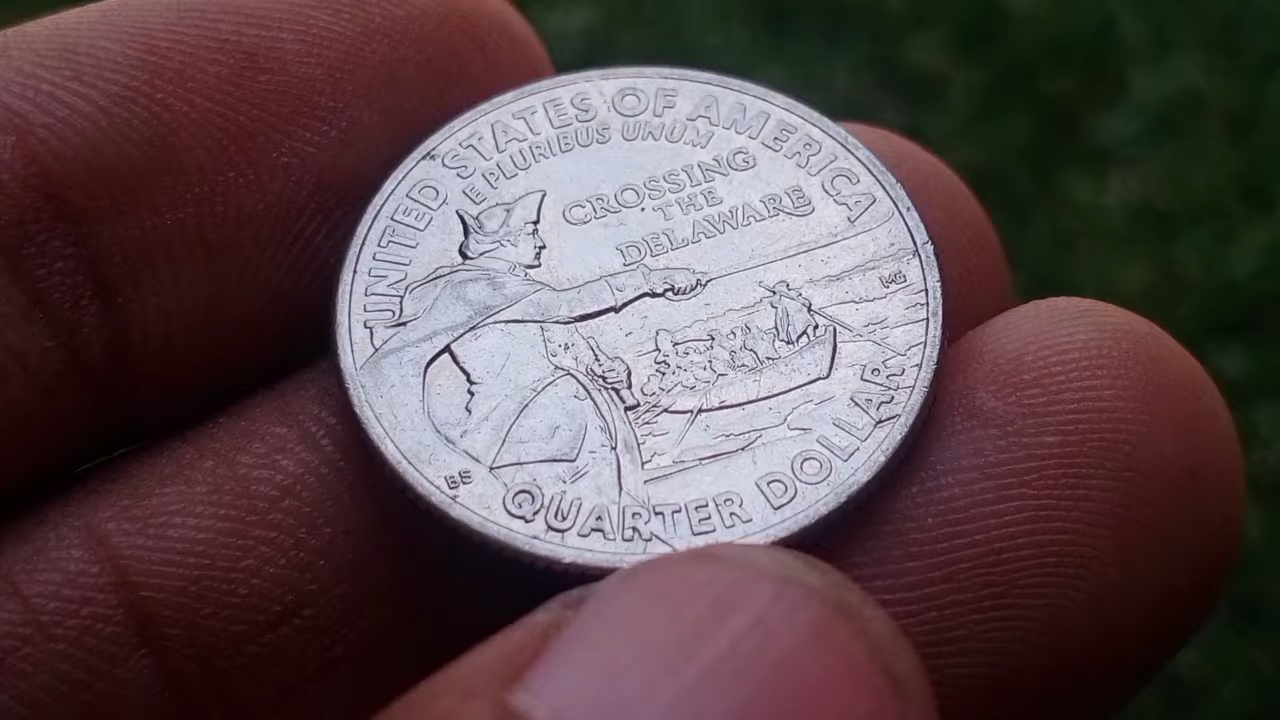 UNITED STATES OF AMERICA
E PLURIBUS UNUM
CROSSING
THE
DELAWARE
MG
BS
QUARTER DOLLAR